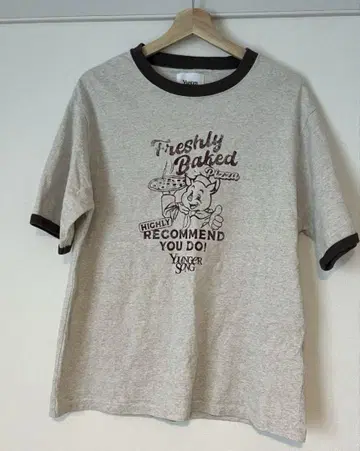 Freshly
Baked
Pizza
HIGHLY
RECOMMEND
YOU DO!
YOUNGER
SONG